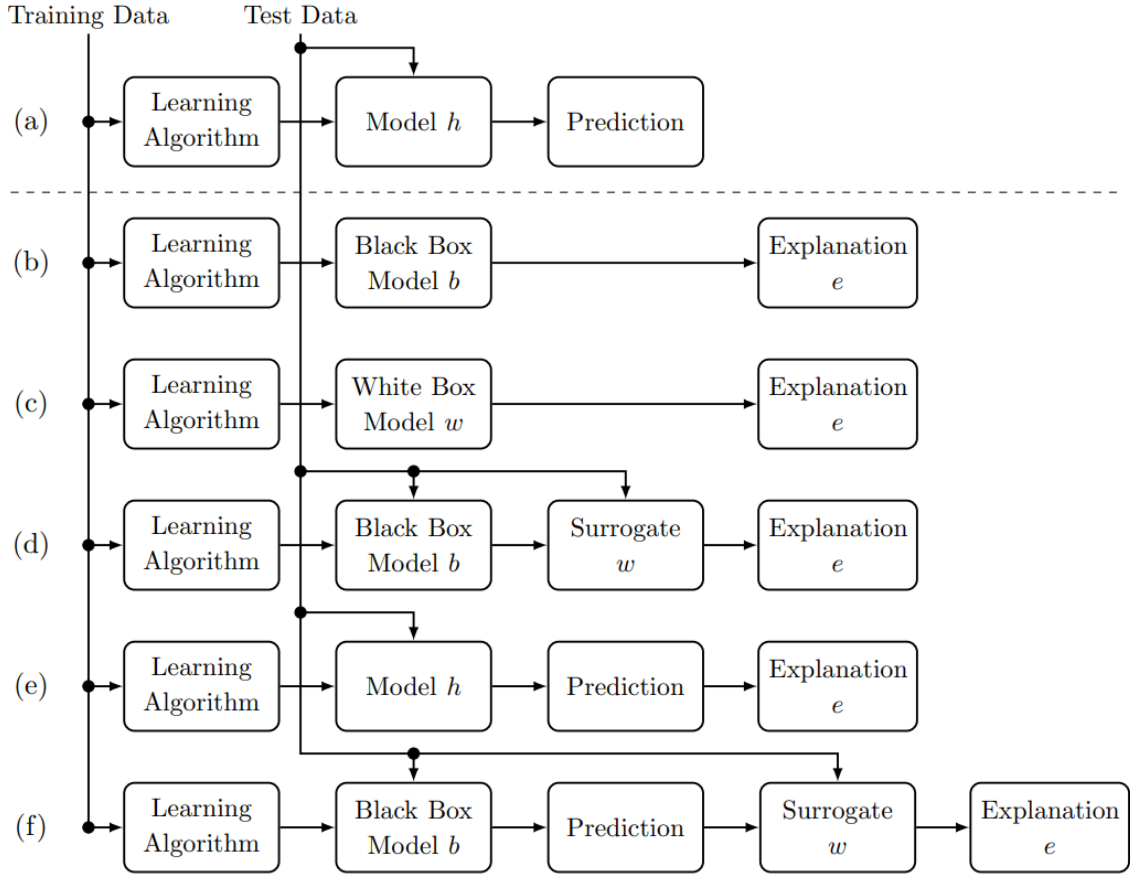 Training Data
Test Data
(a)
Learning
Algorithm
Model h
Prediction
(b)
Learning
Algorithm
Black Box
Model b
Explanation
e
(c)
Learning
Algorithm
White Box
Model w
Explanation
e
(d)
Learning
Algorithm
Black Box
Model b
Surrogate
w
Explanation
e
(e)
Learning
Algorithm
Model h
Prediction
Explanation
e
(f)
Learning
Algorithm
Black Box
Model b
Prediction
Surrogate
w
Explanation
e